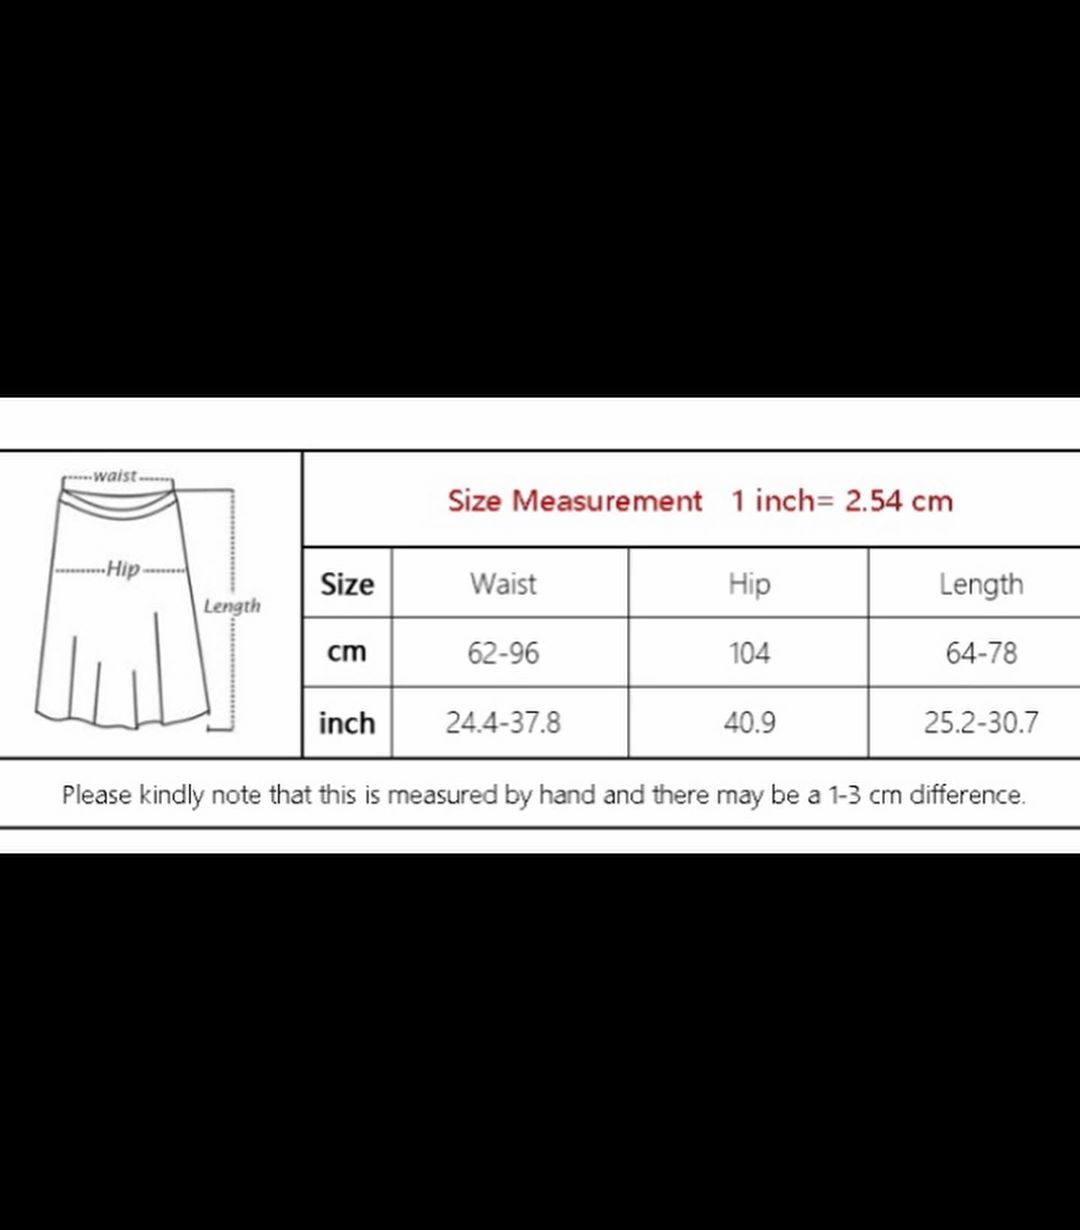 waist
Hip
Length
Size Measurement 1 inch= 2.54 cm
Size Waist Hip Length
cm 62-96 104 64-78
inch 24.4-37.8 40.9 25.2-30.7
Please kindly note that this is measured by hand and there may be a 1-3 cm difference.